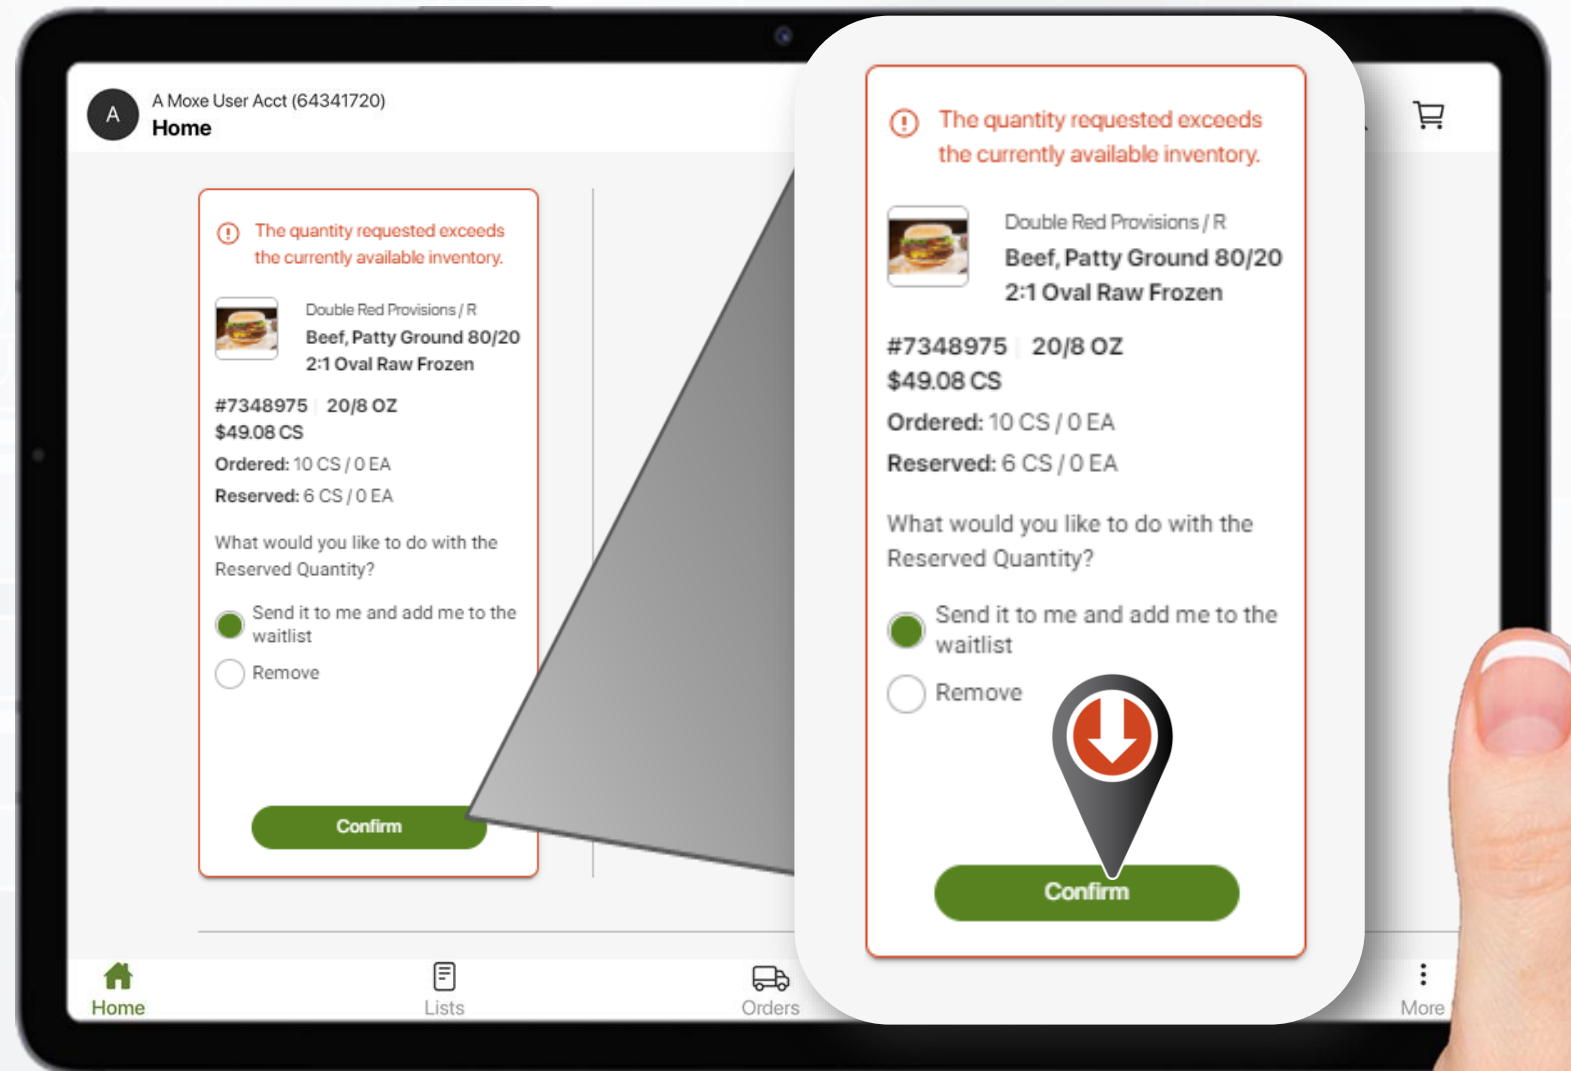 A
A Moxe User Acct (64341720)
Home
The quantity requested exceeds
the currently available inventory.
Double Red Provisions / R
Beef, Patty Ground 80/20
2:1 Oval Raw Frozen
#7348975 | 20/8 OZ
$49.08 CS
Ordered: 10 CS / 0 EA
Reserved: 6 CS / 0 EA
What would you like to do with the
Reserved Quantity?
Send it to me and add me to the
waitlist
Remove
Confirm
The quantity requested exceeds
the currently available inventory.
Double Red Provisions / R
Beef, Patty Ground 80/20
2:1 Oval Raw Frozen
#7348975 | 20/8 OZ
$49.08 CS
Ordered: 10 CS / 0 EA
Reserved: 6 CS / 0 EA
What would you like to do with the
Reserved Quantity?
Send it to me and add me to the
waitlist
Remove
Confirm
Home
Lists
Orders
More